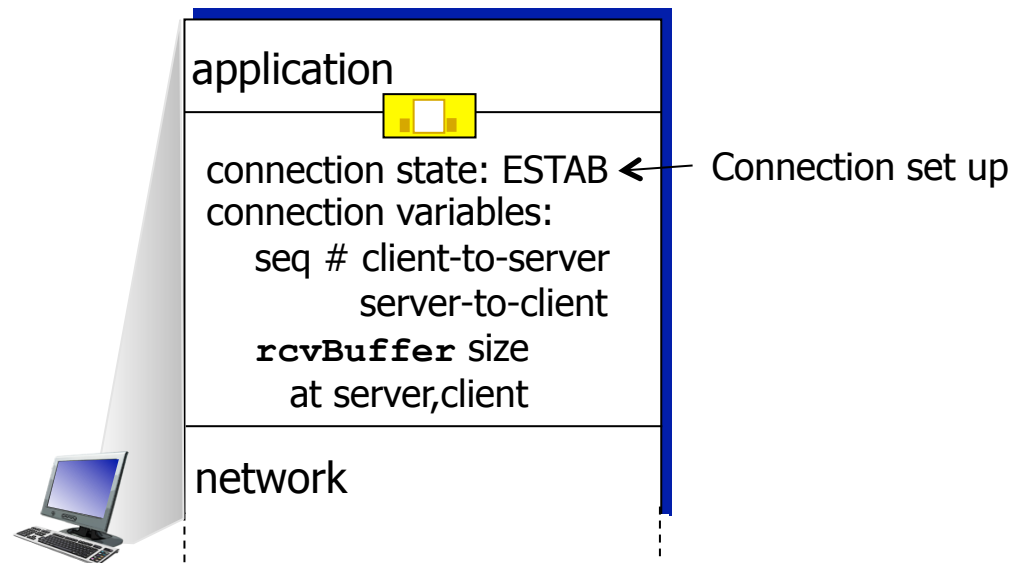 application
connection state: ESTAB
Connection set up
connection variables:
seq # client-to-server
server-to-client
rcvBuffer size
at server,client
network